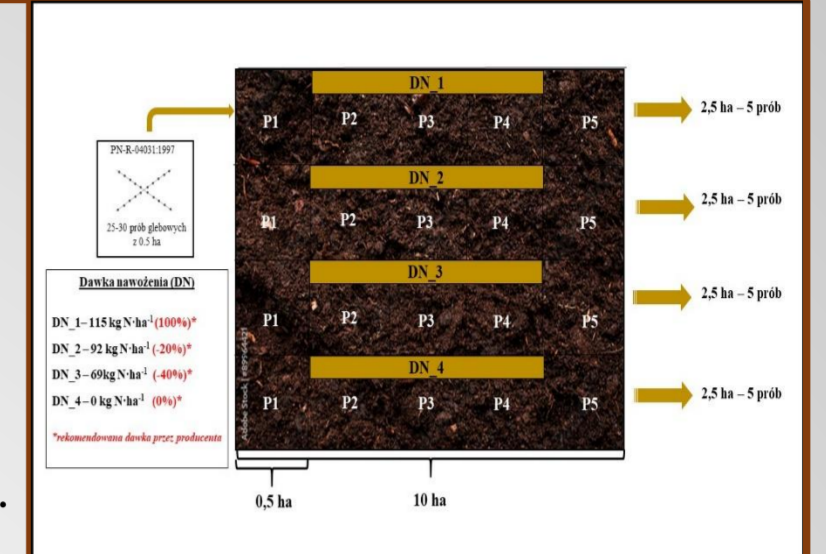 DN_1
P1 P2 P3 P4 P5
2,5 ha – 5 prób
PN-R-04031:1997
25-30 prób glebowych
z 0.5 ha
DN_2
P1 P2 P3 P4 P5
2,5 ha – 5 prób
Dawka nawożenia (DN)
DN_1–115 kg N·ha-1 (100%)*
DN_2–92 kg N·ha-1 (-20%)*
DN_3–69kg N·ha-1 (-40%)*
DN_4–0 kg N·ha-1 (0%)*
*rekomendowana dawka przez producenta
DN_3
P1 P2 P3 P4 P5
2,5 ha – 5 prób
DN_4
P1 P2 P3 P4 P5
2,5 ha – 5 prób
Adobe Stock
0,5 ha
10 ha